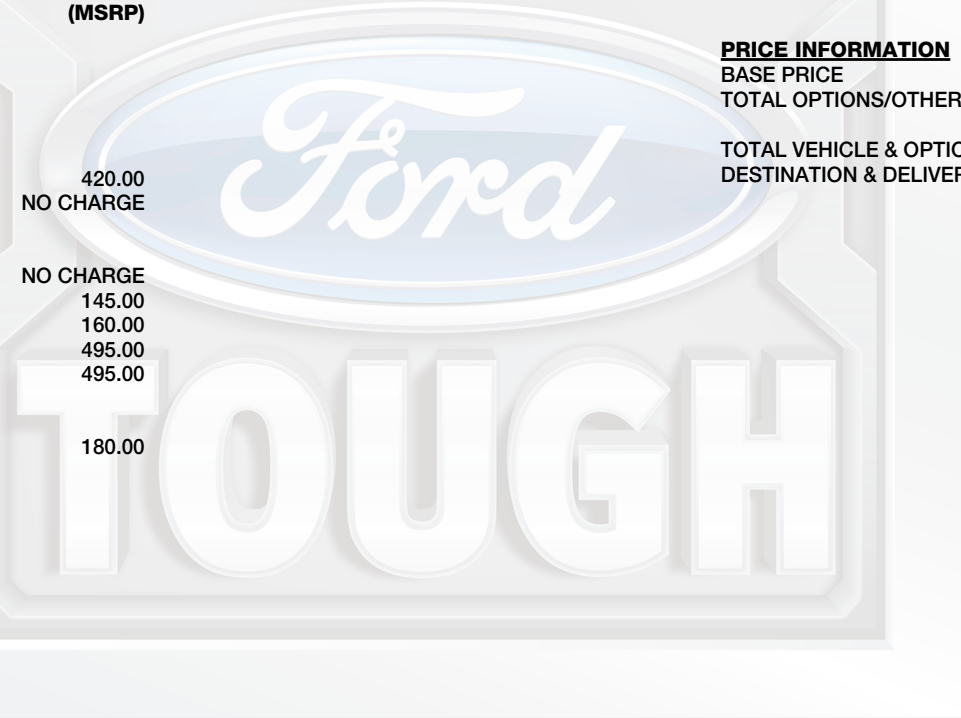 (MSRP)
420.00
NO CHARGE
NO CHARGE
145.00
160.00
495.00
495.00
180.00
PRICE INFORMATION
BASE PRICE
TOTAL OPTIONS/OTHER
TOTAL VEHICLE & OPTIO
DESTINATION & DELIVER
Ford
TOUGH